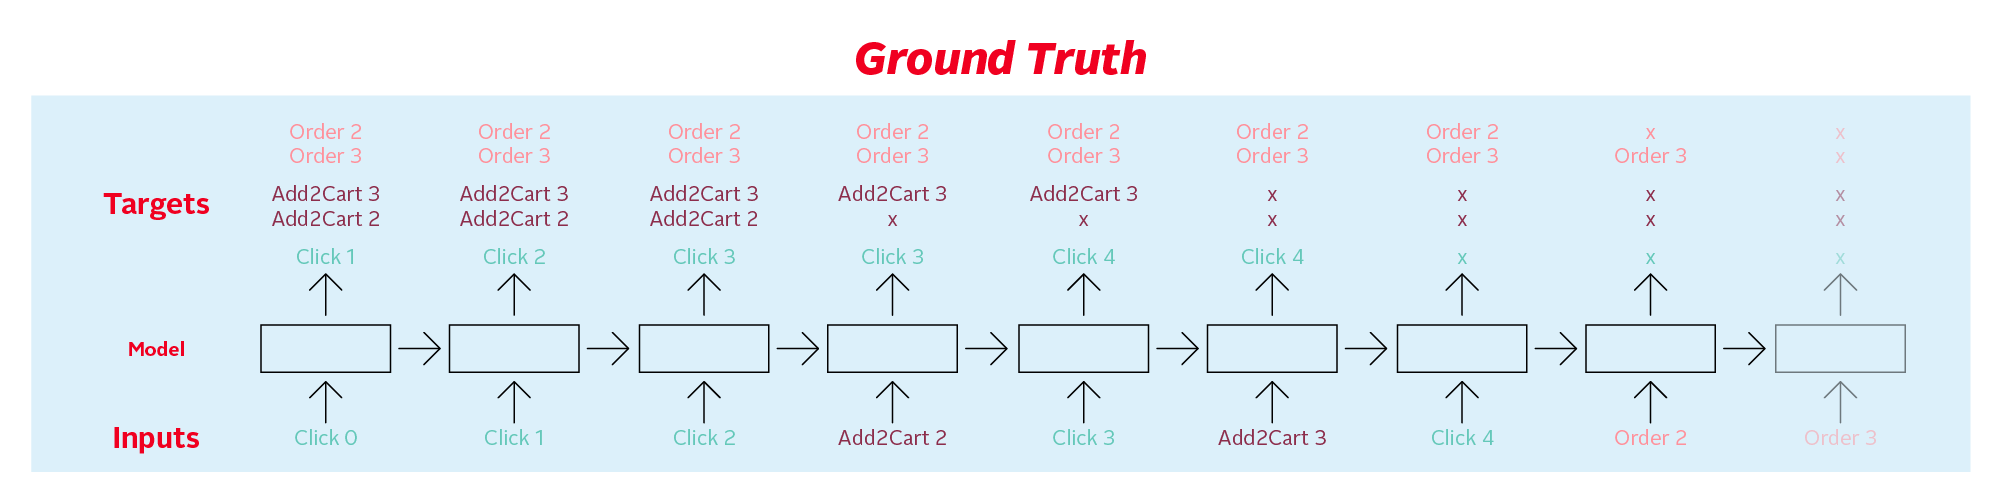 Ground Truth
Order 2 Order 2 Order 2 Order 2 Order 2 Order 2 Order 2 x x
Order 3 Order 3 Order 3 Order 3 Order 3 Order 3 Order 3 Order 3 x
Targets
Add2Cart 3 Add2Cart 3 Add2Cart 3 Add2Cart 3 Add2Cart 3 x x x x
Add2Cart 2 Add2Cart 2 Add2Cart 2 x x x x x x
Click 1 Click 2 Click 3 Click 3 Click 4 Click 4 x x x
Model
Inputs Click 0 Click 1 Click 2 Add2Cart 2 Click 3 Add2Cart 3 Click 4 Order 2 Order 3